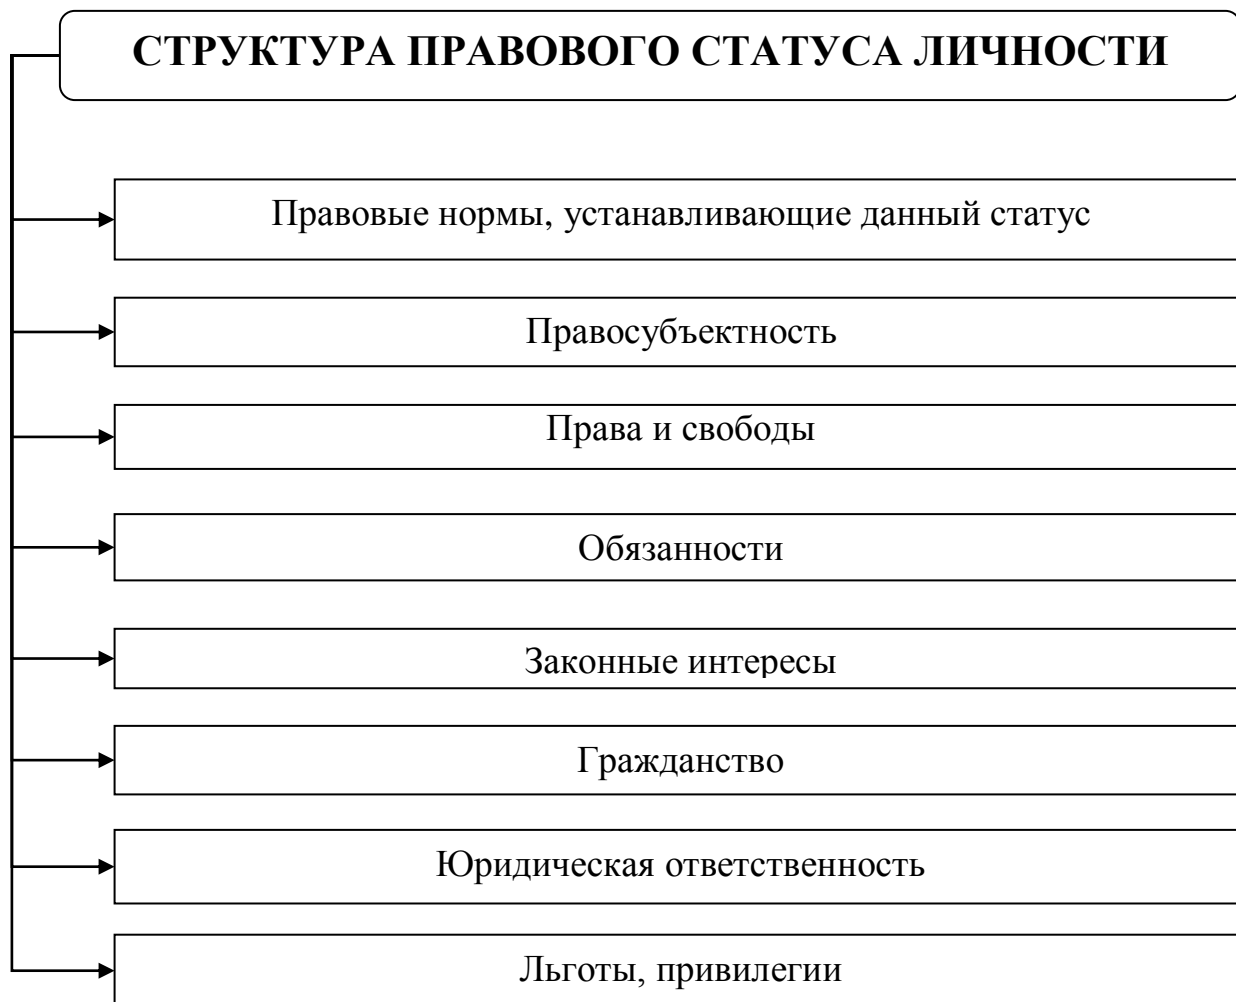 СТРУКТУРА ПРАВОВОГО СТАТУСА ЛИЧНОСТИ
Правовые нормы, устанавливающие данный статус
Правосубъектность
Права и свободы
Обязанности
Законные интересы
Гражданство
Юридическая ответственность
Льготы, привилегии